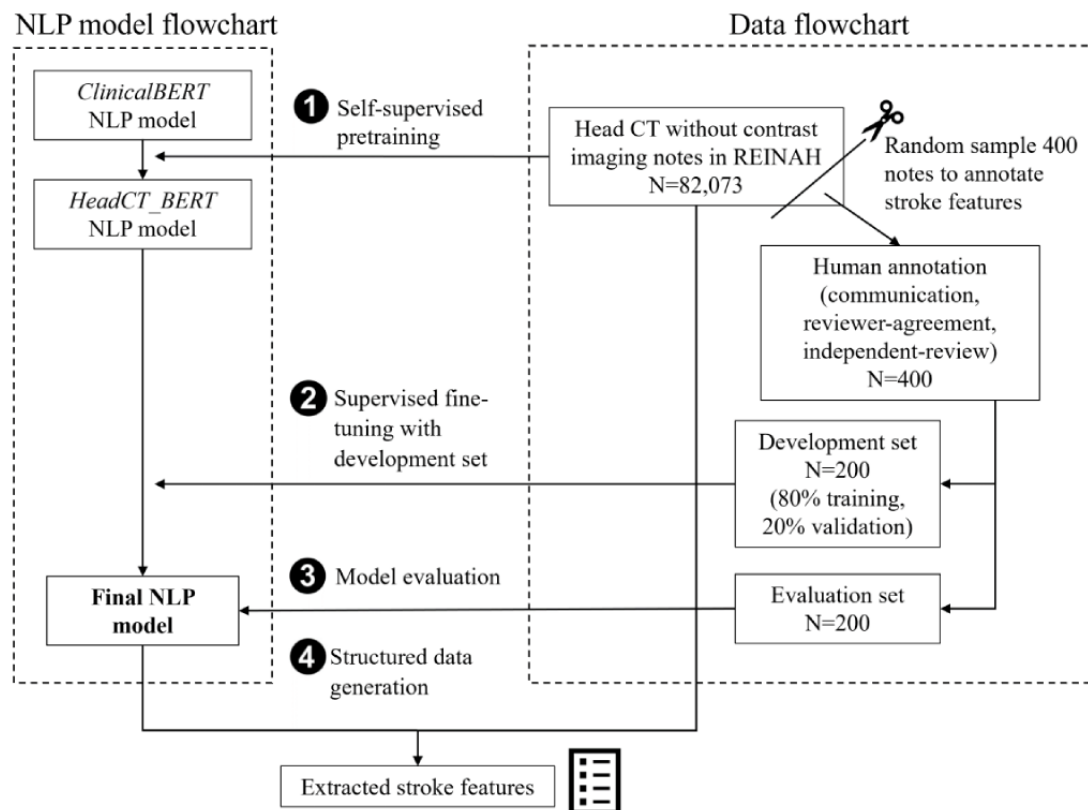 NLP model flowchart
Data flowchart
ClinicalBERT
NLP model
HeadCT_BERT
NLP model
1
Self-supervised
pretraining
Head CT without contrast
imaging notes in REINAH
N=82,073
Random sample 400
notes to annotate
stroke features
Human annotation
(communication,
reviewer-agreement,
independent-review)
N=400
2
Supervised fine-
tuning with
development set
Development set
N=200
(80% training,
20% validation)
3
Model evaluation
Evaluation set
N=200
Final NLP
model
4
Structured data
generation
Extracted stroke features